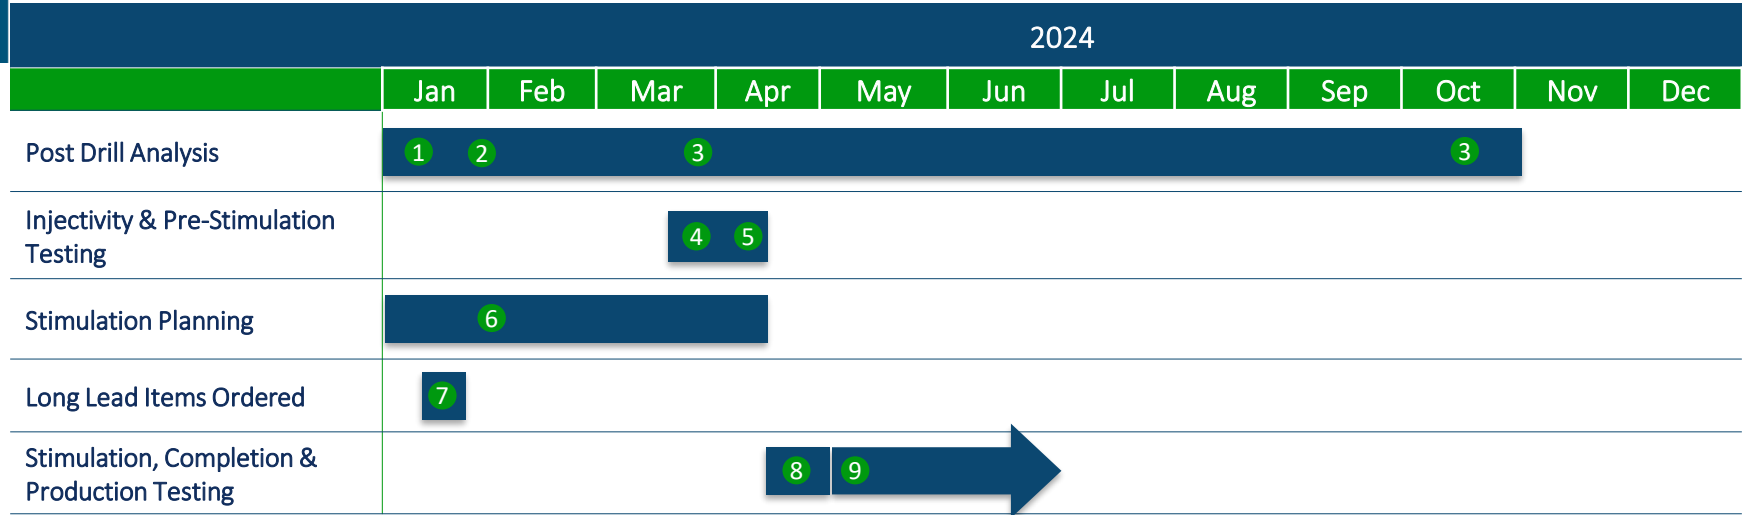 2024
Jan Feb Mar Apr May Jun Jul Aug Sep Oct Nov Dec
Post Drill Analysis 1 2 3 3
Injectivity & Pre-Stimulation
Testing
4 5
Stimulation Planning 6
Long Lead Items Ordered 7
Stimulation, Completion &
Production Testing
8 9